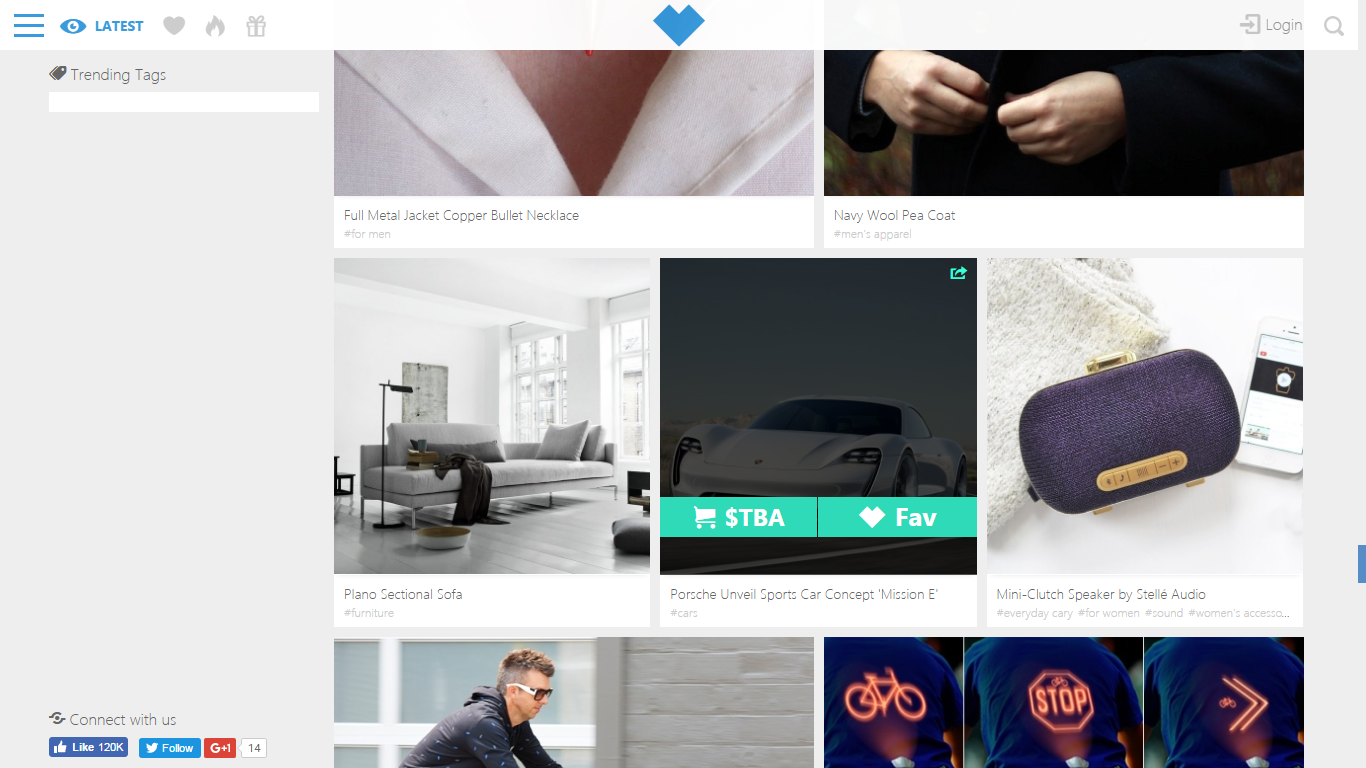 LATEST
Login
Trending Tags
Full Metal Jacket Copper Bullet Necklace
#for men
Navy Wool Pea Coat
#men's apparel
$TBA
Fav
Plano Sectional Sofa
#furniture
Porsche Unveil Sports Car Concept 'Mission E'
#cars
Mini-Clutch Speaker by Stellé Audio
#everyday cary #for women #sound #women's accesso...
STOP
Connect with us
Like 120K
Follow
G+1
14